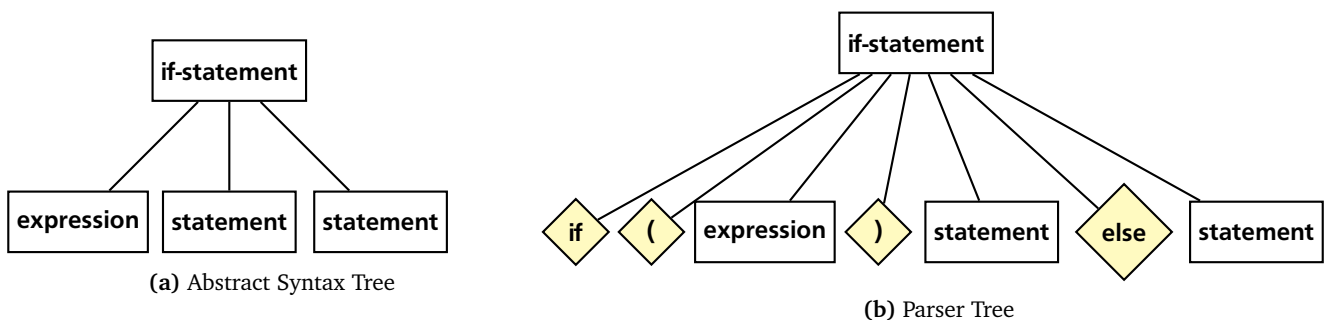 if-statement
expression statement statement
(a) Abstract Syntax Tree
if-statement
if ( expression ) statement else statement
(b) Parser Tree